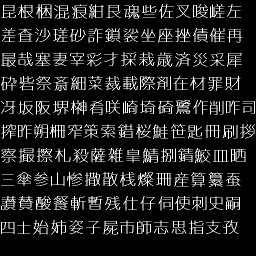 昆根梱混痕紺艮魂些佐叉唆嵯左
差査沙瑳砂詐鎖裟坐座挫債催再
最哉塞妻宰彩才採栽歳済災采犀
砕砦祭斎細菜裁載際剤在材罪財
冴坂阪堺榊肴咲崎埼碕鷺作削咋司
搾昨朔柵窄策索錯桜鮭笹匙冊刷拶
察撮擦札殺薩雑皐鯖捌錆鮫皿晒
三傘参山惨撒散桟燦珊産算纂蚕
讃賛酸餐斬暫残仕仔伺使刺史嗣
四士始姉姿子屍市師志思指支孜